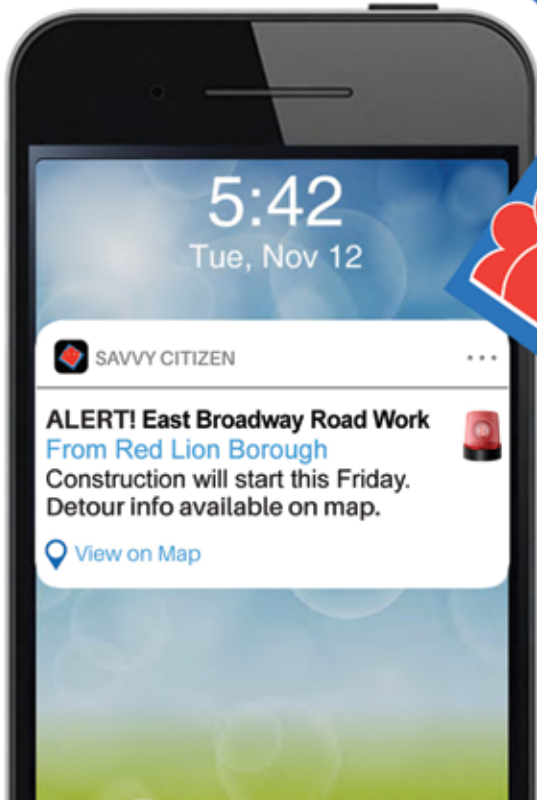 5:42
Tue, Nov 12
SAVVY CITIZEN
ALERT! East Broadway Road Work
From Red Lion Borough
Construction will start this Friday.
Detour info available on map.
View on Map